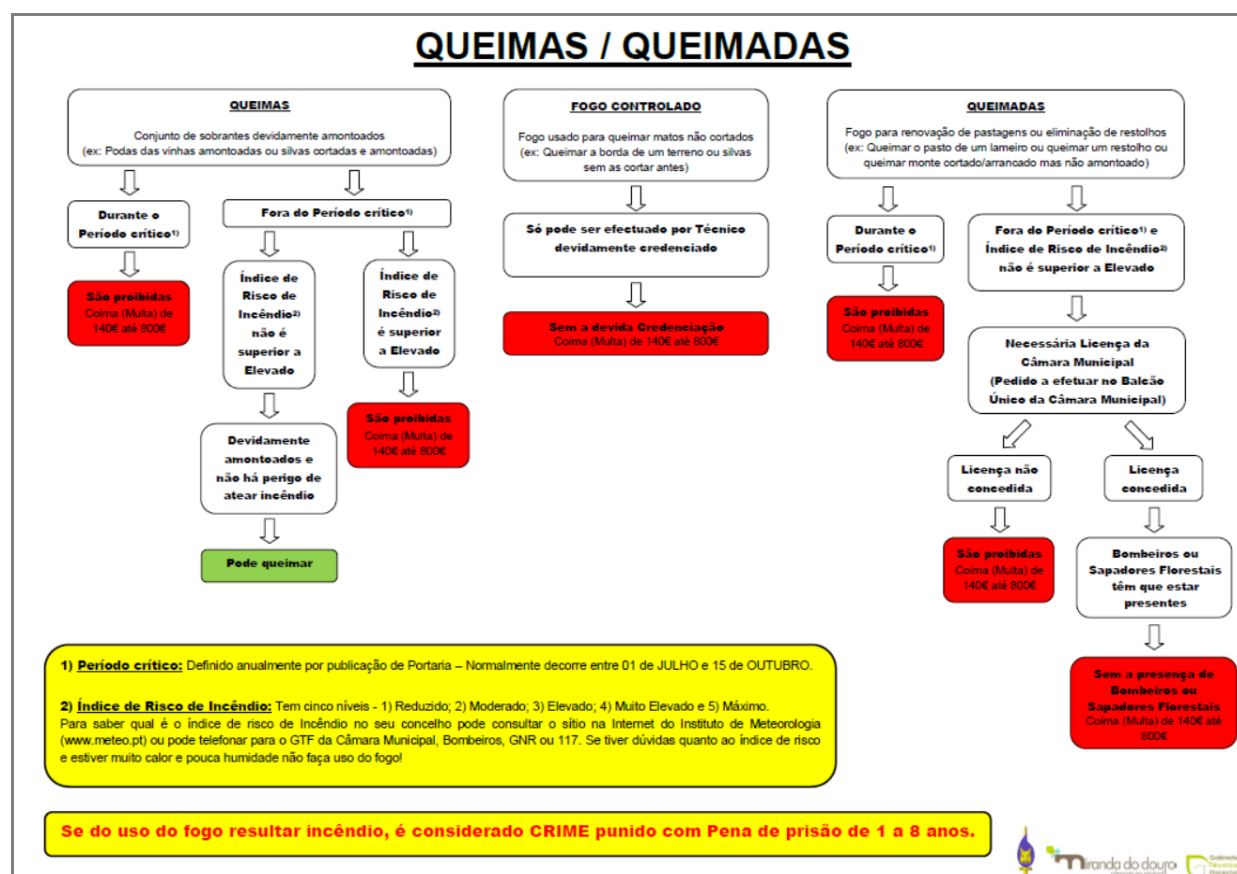 QUEIMAS / QUEIMADAS
QUEIMAS
Conjunto de sobrantes devidamente amontoados
(ex: Podas das vinhas amontoadas ou silvas cortadas e amontoadas)
Durante o
Período crítico¹⁾
São proibidas
Coima (Multa) de
140€ até 800€
Fora do Período crítico¹⁾
Índice de
Risco de
Incêndio²⁾
não é
superior a
Elevado
Devidamente
amontoados e
não há perigo de
atear incêndio
Pode queimar
Índice de
Risco de
Incêndio²⁾
é superior
a Elevado
São proibidas
Coima (Multa) de
140€ até 800€
FOGO CONTROLADO
Fogo usado para queimar matos não cortados
(ex: Queimar a borda de um terreno ou silvas
sem as cortar antes)
Só pode ser efectuado por Técnico
devidamente credenciado
Sem a devida Credenciação
Coima (Multa) de 140€ até 800€
QUEIMADAS
Fogo para renovação de pastagens ou eliminação de restolhos
(ex: Queimar o pasto de um lameiro ou queimar um restolho ou
queimar monte cortado/arrancado mas não amontoado)
Durante o
Período crítico¹⁾
São proibidas
Coima (Multa) de
140€ até 800€
Fora do Período crítico¹⁾ e
Índice de Risco de Incêndio²⁾
não é superior a Elevado
Necessária Licença da
Câmara Municipal
(Pedido a efetuar no Balcão
Único da Câmara Municipal)
Licença não
concedida
São proibidas
Coima (Multa) de
140€ até 800€
Licença
concedida
Bombeiros ou
Sapadores Florestais
têm que estar
presentes
Sem a presença de
Bombeiros ou
Sapadores Florestais
Coima (Multa) de 140€ até
800€
1) Período crítico: Definido anualmente por publicação de Portaria – Normalmente decorre entre 01 de JULHO e 15 de OUTUBRO.
2) Índice de Risco de Incêndio: Tem cinco níveis - 1) Reduzido; 2) Moderado; 3) Elevado; 4) Muito Elevado e 5) Máximo.
Para saber qual é o índice de risco de Incêndio no seu concelho pode consultar o sítio na Internet do Instituto de Meteorologia
(www.meteo.pt) ou pode telefonar para o GTF da Câmara Municipal, Bombeiros, GNR ou 117. Se tiver dúvidas quanto ao índice de risco
e estiver muito calor e pouca humidade não faça uso do fogo!
Se do uso do fogo resultar incêndio, é considerado CRIME punido com Pena de prisão de 1 a 8 anos.
miranda do douro
Gabinete
Técnico